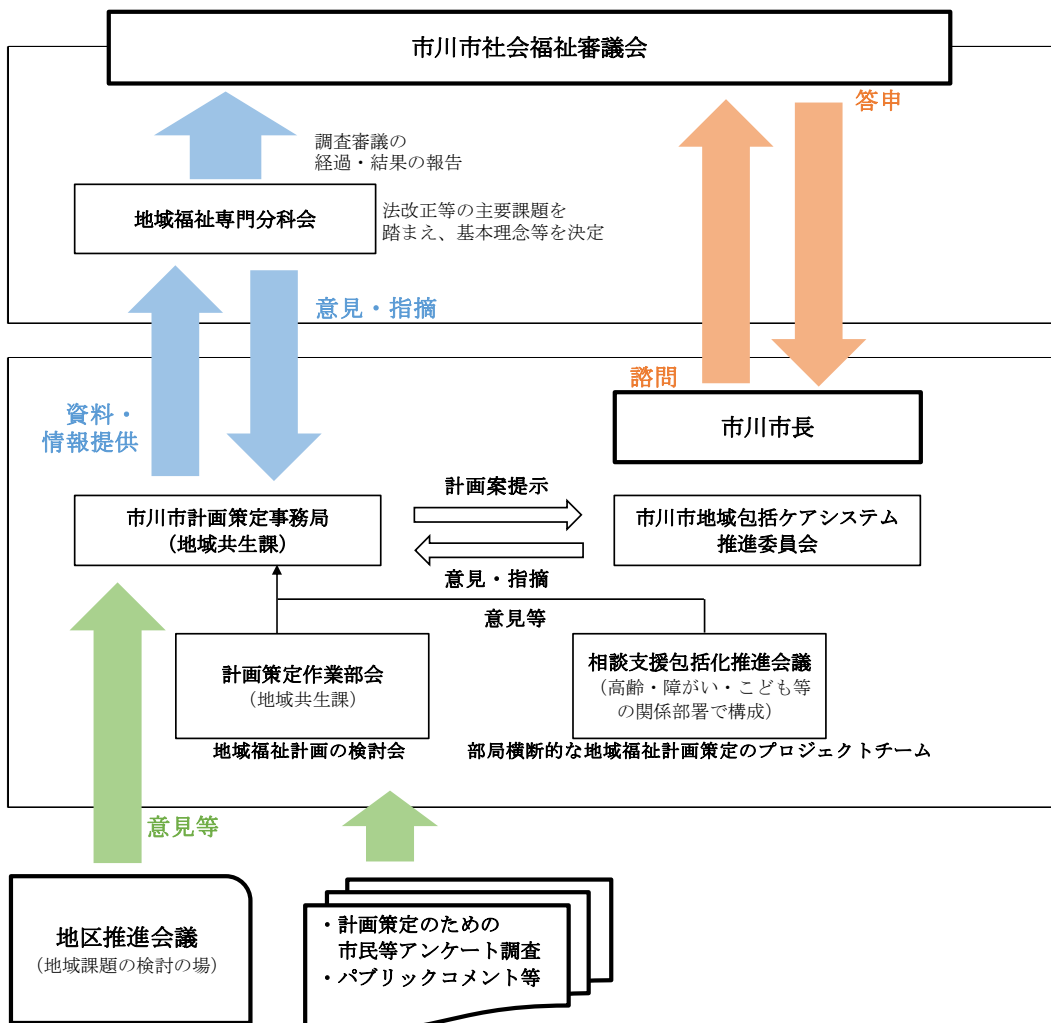 市川市社会福祉審議会
答申
調査審議の
経過・結果の報告
地域福祉専門分科会
法改正等の主要課題を
踏まえ、基本理念等を決定
意見・指摘
諮問
資料・
情報提供
市川市長
計画案提示
市川市計画策定事務局
（地域共生課）
市川市地域包括ケアシステム
推進委員会
意見・指摘
意見等
計画策定作業部会
（地域共生課）
相談支援包括化推進会議
（高齢・障がい・こども等
の関係部署で構成）
地域福祉計画の検討会
部局横断的な地域福祉計画策定のプロジェクトチーム
意見等
地区推進会議
（地域課題の検討の場）
・計画策定のための
市民等アンケート調査
・パブリックコメント等